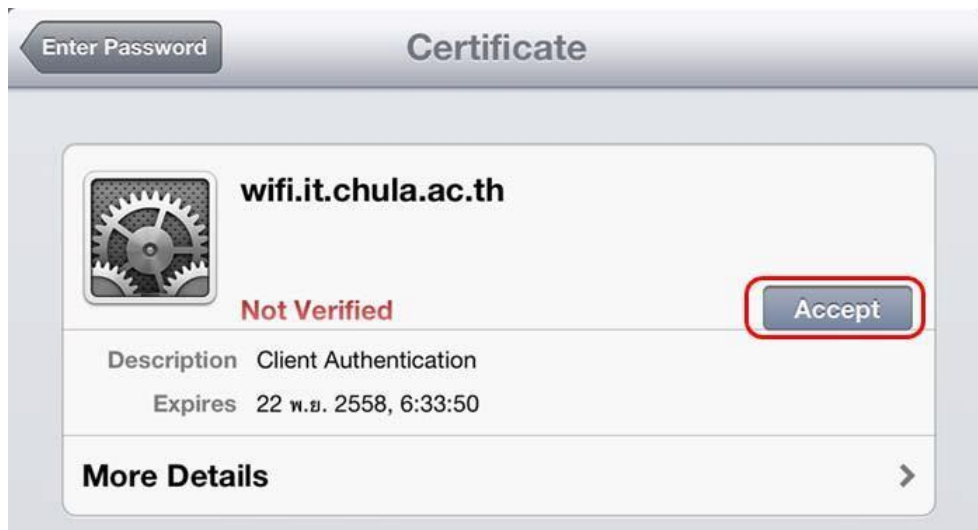 Enter Password
Certificate
wifi.it.chula.ac.th
Not Verified
Accept
Description Client Authentication
Expires 22 พ.ย. 2558, 6:33:50
More Details